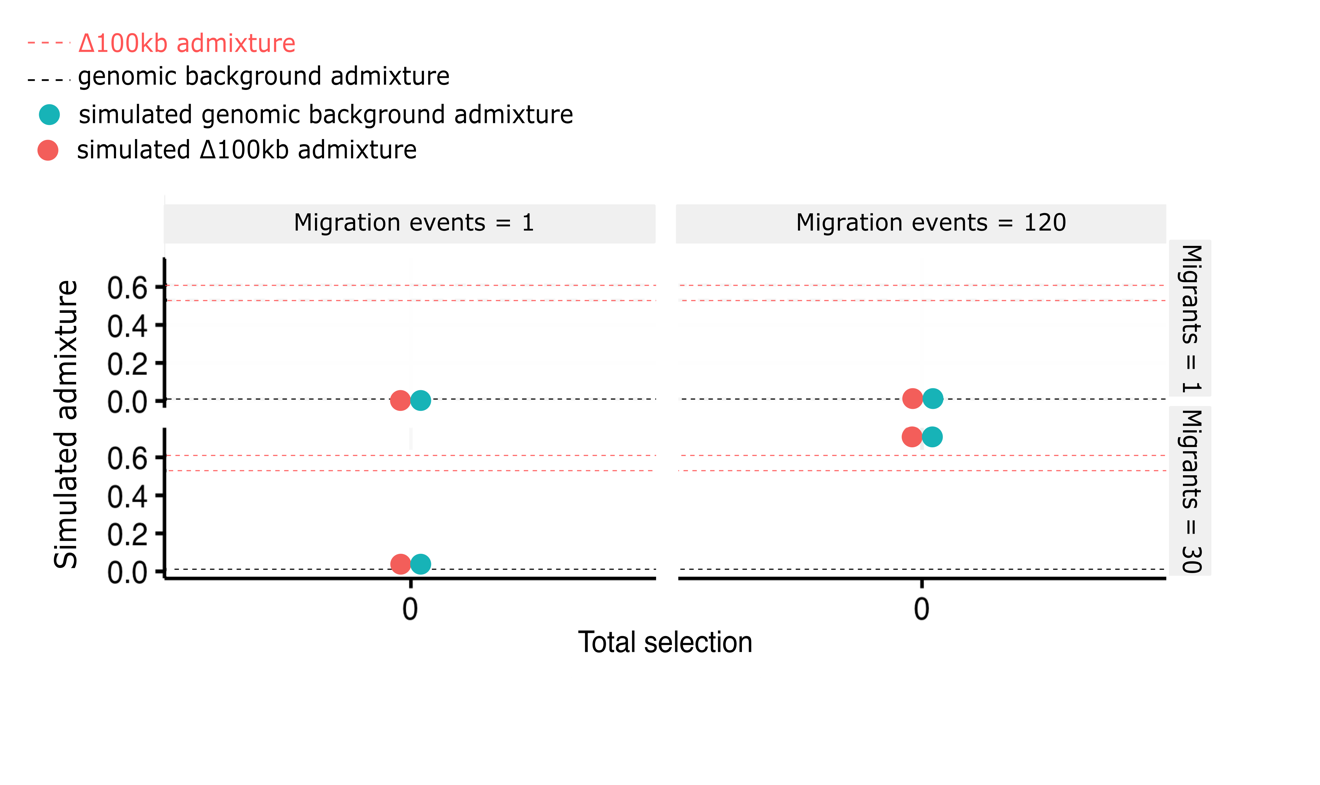 Δ100kb admixture
genomic background admixture
simulated genomic background admixture
simulated Δ100kb admixture
Migration events = 1
Migration events = 120
Simulated admixture
0.6
0.4
0.2
0.0
Migrants = 1
0.6
0.4
0.2
0.0
Migrants = 30
0
0
Total selection